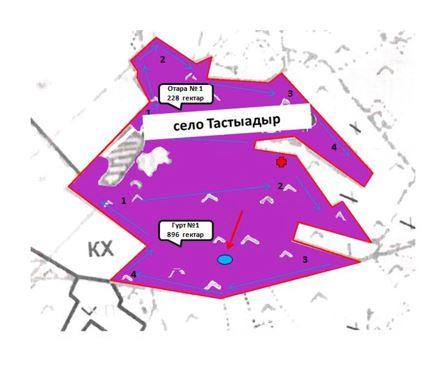 2
Отара № 1
228 гектар
3
1
село Тастыадыр
4
2
1
Гурт №1
896 гектар
КХ
3
4